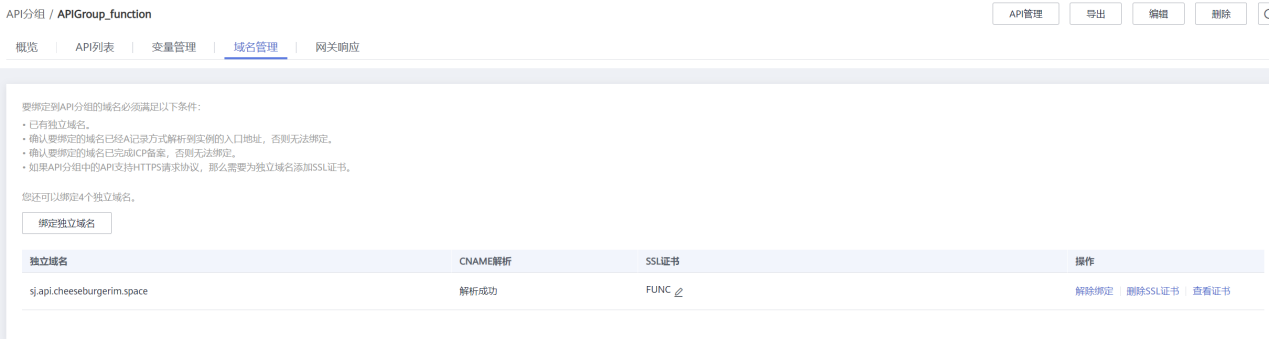 API分组 / APIGroup_function
API管理 导出 编辑 删除
概览 API列表 变量管理 域名管理 网关响应
要绑定到API分组的域名必须满足以下条件：
• 已有独立域名。
• 确认要绑定的域名已经A记录方式解析到实例的入口地址，否则无法绑定。
• 确认要绑定的域名已完成ICP备案，否则无法绑定。
• 如果API分组中的API支持HTTPS请求协议，那么需要为独立域名添加SSL证书。
您还可以绑定4个独立域名。
绑定独立域名
独立域名 CNAME解析 SSL证书 操作
sj.api.cheeseburgerim.space 解析成功 FUNC 解除绑定 删除SSL证书 查看证书